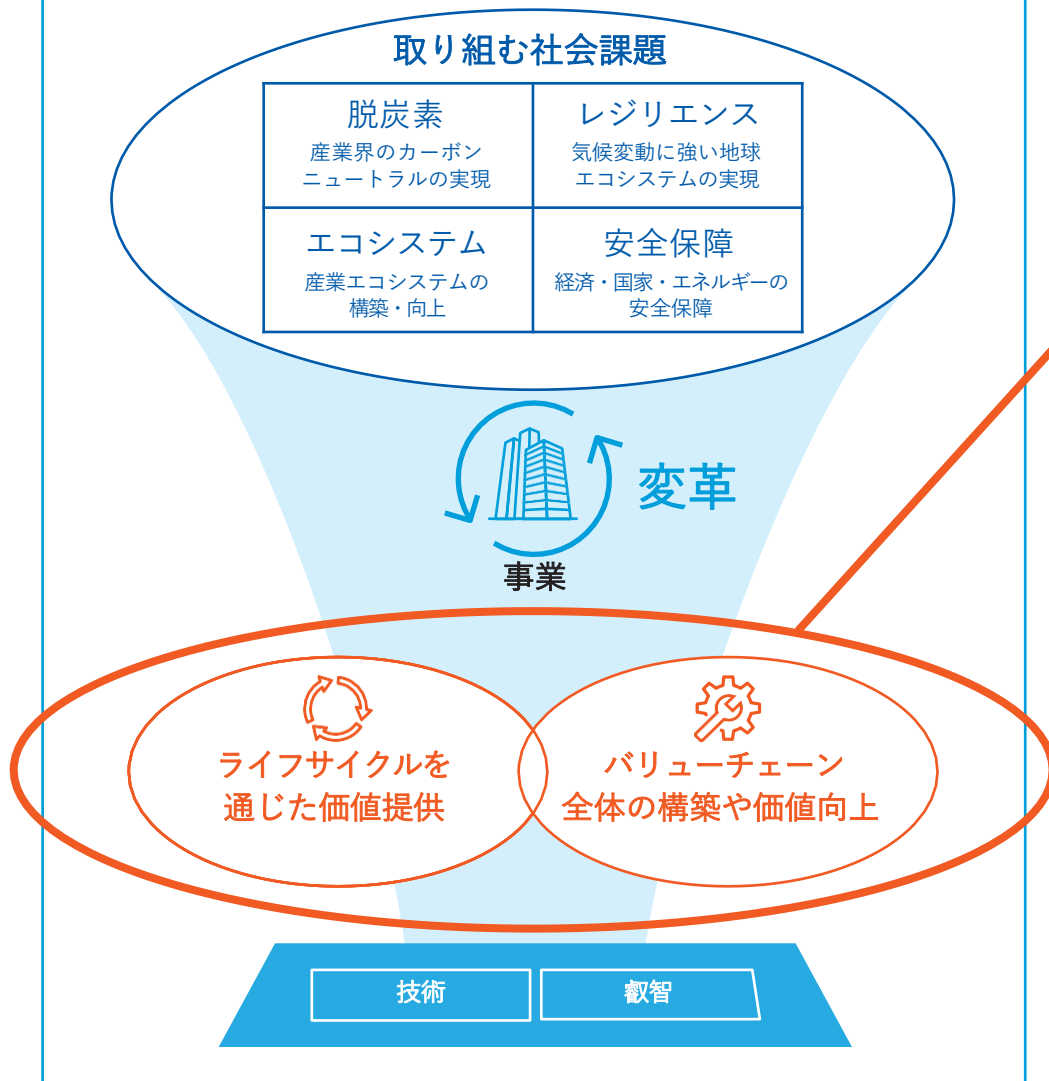 取り組む社会課題
脱炭素
産業界のカーボン
ニュートラルの実現
レジリエンス
気候変動に強い地球
エコシステムの実現
エコシステム
産業エコシステムの
構築・向上
安全保障
経済・国家・エネルギーの
安全保障
変革
事業
ライフサイクルを
通じた価値提供
バリューチェーン
全体の構築や価値向上
技術
叡智